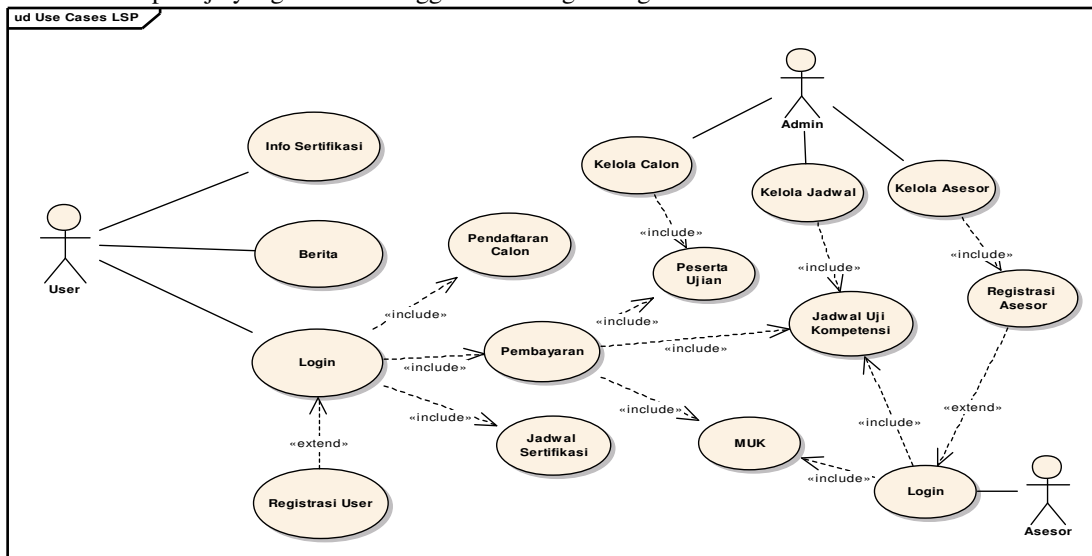 ud Use Cases LSP
Admin
Info Sertifikasi
Kelola Calon
Kelola Jadwal
Kelola Asesor
User
Berita
Pendaftaran
Calon
«include»
Peserta
Ujian
«include»
«include»
Registrasi
Asesor
«include»
«include»
Jadwal Uji
Kompetensi
Login
«include»
Pembayaran
«include»
«include»
«include»
«extend»
«extend»
Jadwal
Sertifikasi
MUK
«include»
«include»
Registrasi User
Login
Asesor